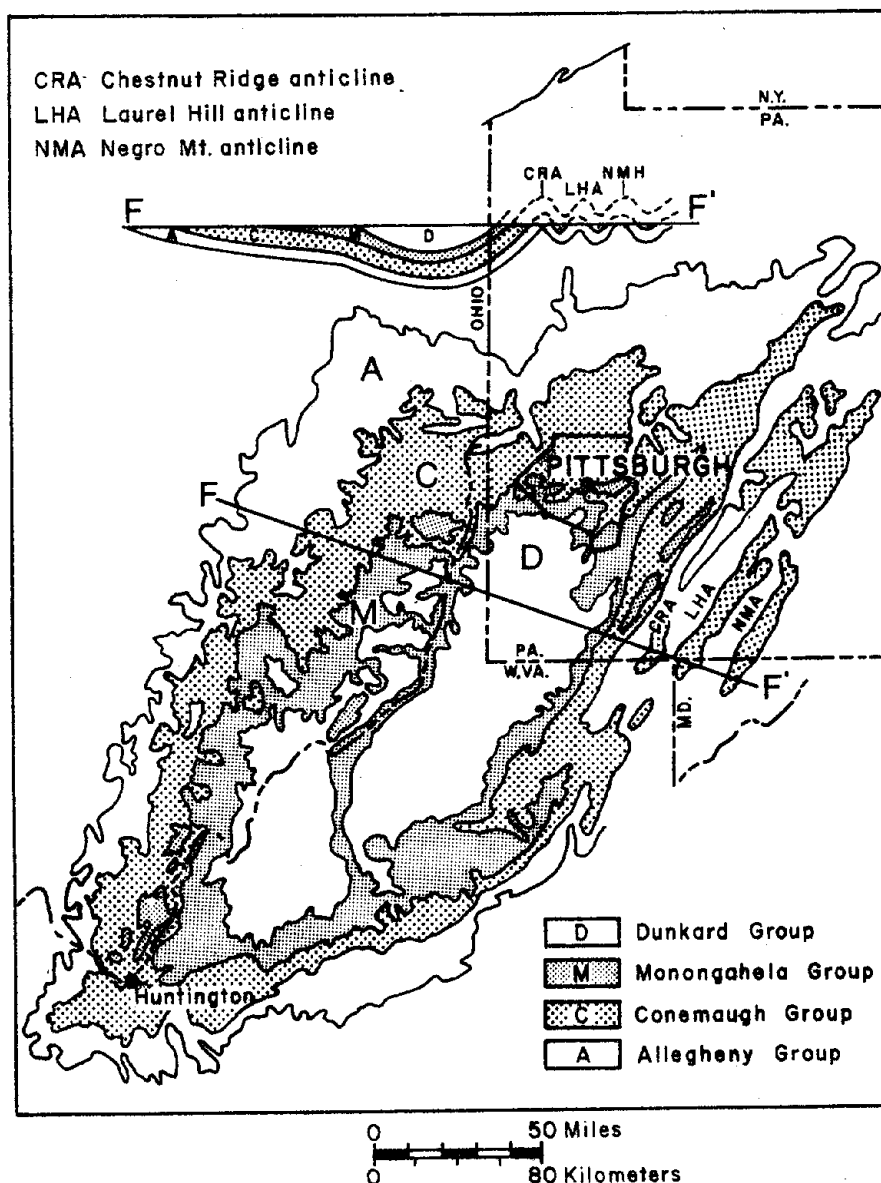 CRA Chestnut Ridge anticline
LHA Laurel Hill anticline
NMA Negro Mt. anticline
N.Y.
PA.
CRA NMH
LHA
F F'
A C M D
OHIO
A
C
PITTSBURGH
F
D
M
CRA
LHA
NMA
PA.
W.VA.
F'
MD.
Huntington
D Dunkard Group
M Monongahela Group
C Conemaugh Group
A Allegheny Group
0 50 Miles
0 80 Kilometers